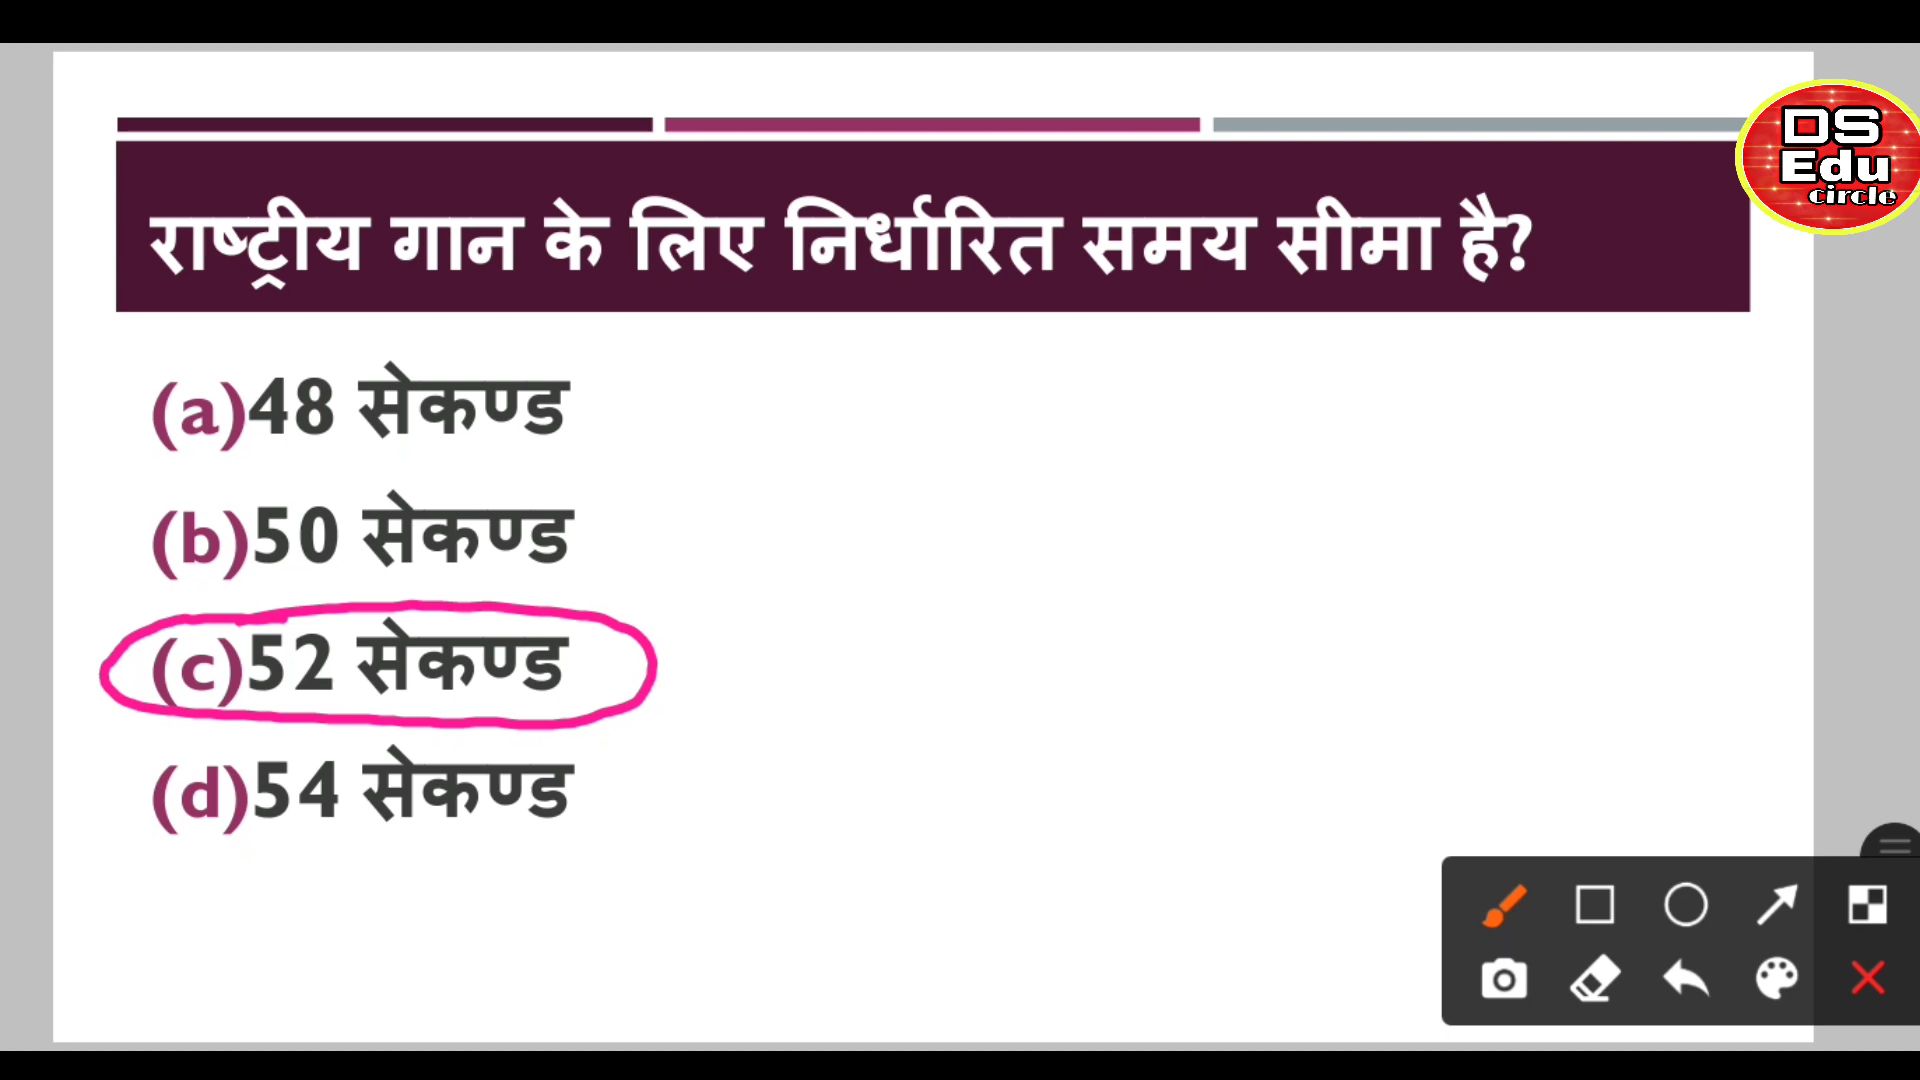 DS
Edu
circle
राष्ट्रीय गान के लिए निर्धारित समय सीमा है?
(a)48 सेकण्ड
(b)50 सेकण्ड
(c)52 सेकण्ड
(d)54 सेकण्ड